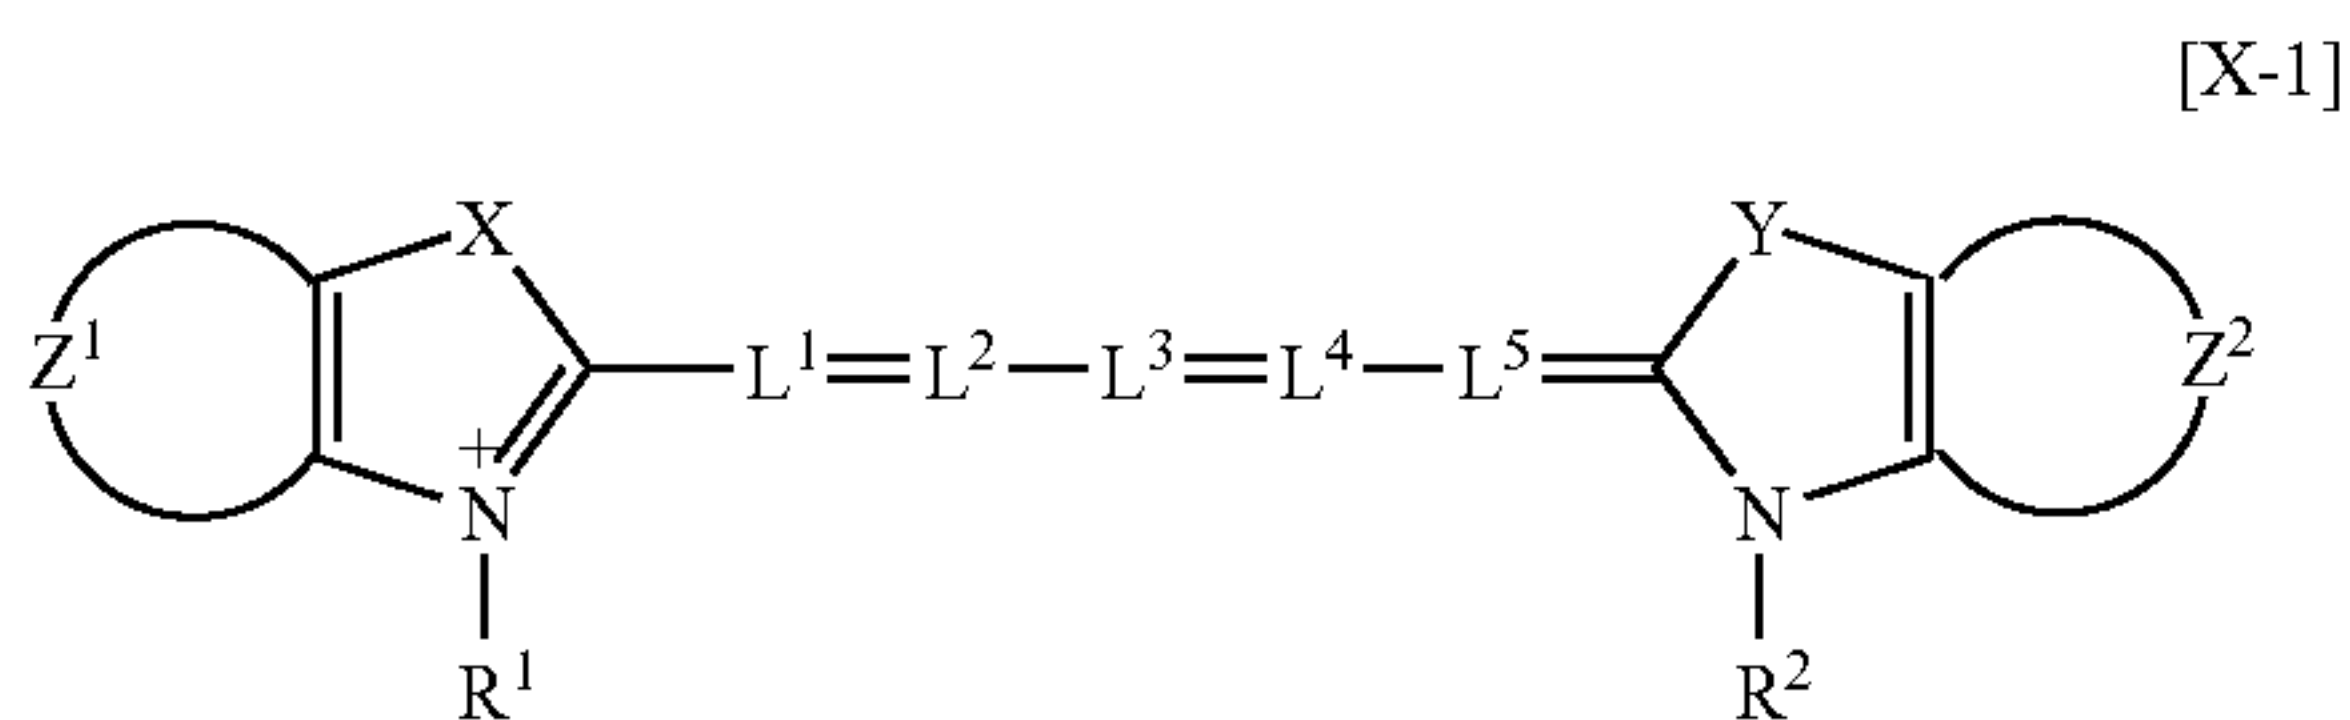 [X-1]
X Y
Z¹ L¹=L²—L³=L⁴—L⁵= Z²
+
N N
R¹ R²